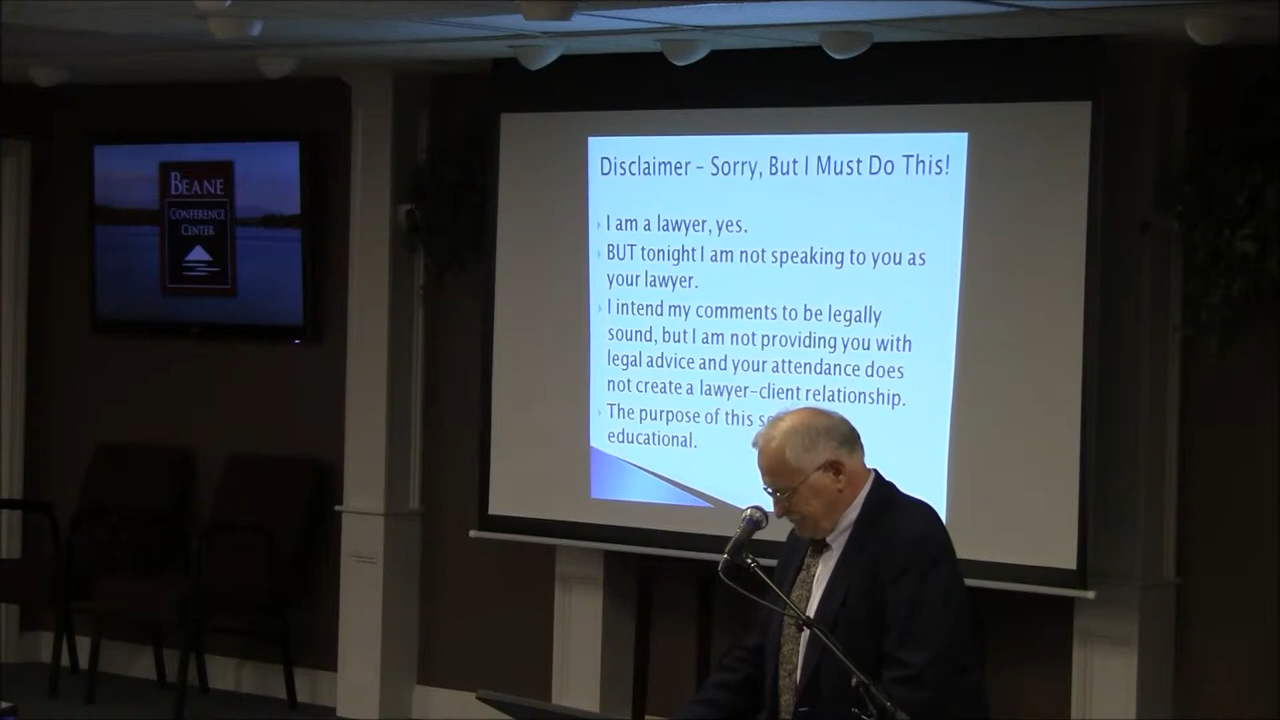 BEANE
CONFERENCE
CENTER
Disclaimer – Sorry, But I Must Do This!
I am a lawyer, yes.
BUT tonight I am not speaking to you as
your lawyer.
I intend my comments to be legally
sound, but I am not providing you with
legal advice and your attendance does
not create a lawyer-client relationship.
The purpose of this
educational.